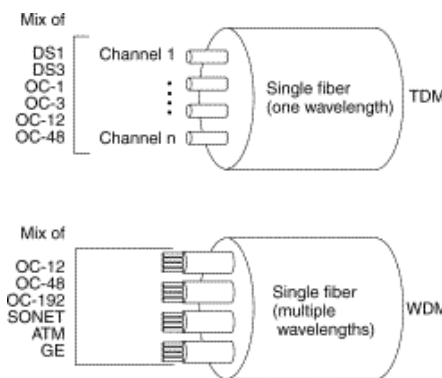 Mix of
DS1
DS3
OC-1
OC-3
OC-12
OC-48
Channel 1
Channel n
Single fiber
(one wavelength)
TDM
Mix of
OC-12
OC-48
OC-192
SONET
ATM
GE
Single fiber
(multiple
wavelengths)
WDM